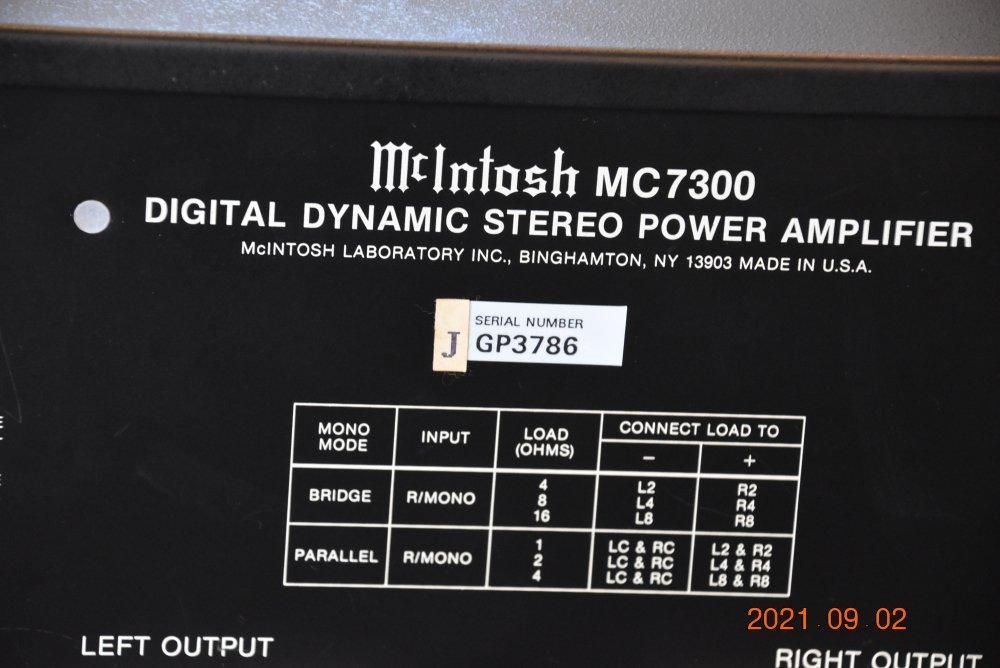 McIntosh MC7300
DIGITAL DYNAMIC STEREO POWER AMPLIFIER
McINTOSH LABORATORY INC., BINGHAMTON, NY 13903 MADE IN U.S.A.
J
SERIAL NUMBER
GP3786
MONO MODE INPUT LOAD (OHMS) CONNECT LOAD TO
− +
BRIDGE R/MONO 4 L2 R2
8 L4 R4
16 L8 R8
PARALLEL R/MONO 1 LC & RC L2 & R2
2 LC & RC L4 & R4
4 LC & RC L8 & R8
2021 09 02
LEFT OUTPUT
RIGHT OUTPUT